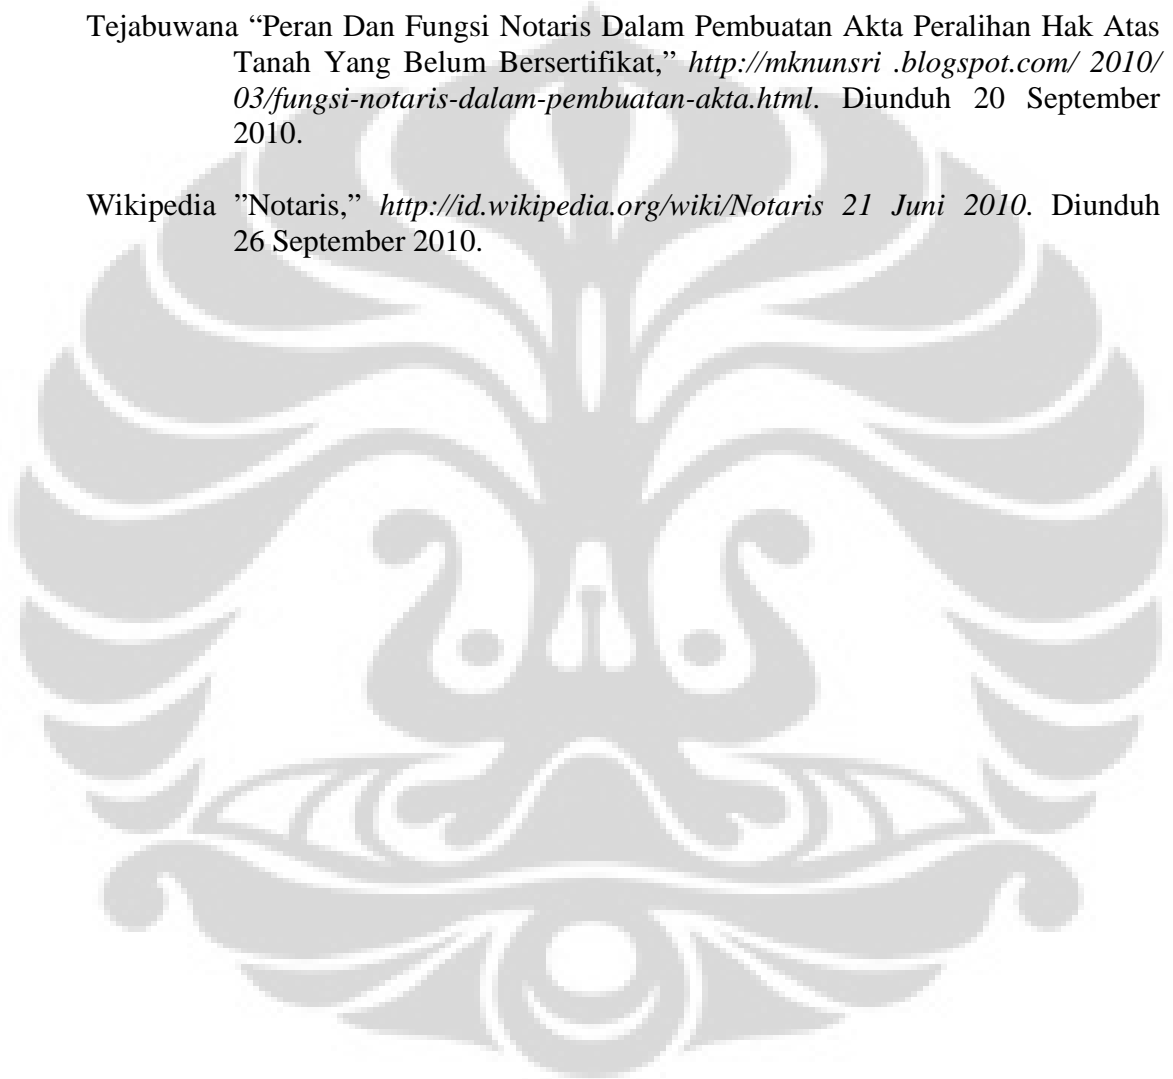 Tejabuwana “Peran Dan Fungsi Notaris Dalam Pembuatan Akta Peralihan Hak Atas
Tanah Yang Belum Bersertifikat,” http://mknunsri .blogspot.com/ 2010/
03/fungsi-notaris-dalam-pembuatan-akta.html. Diunduh 20 September
2010.
Wikipedia ”Notaris,” http://id.wikipedia.org/wiki/Notaris 21 Juni 2010. Diunduh
26 September 2010.